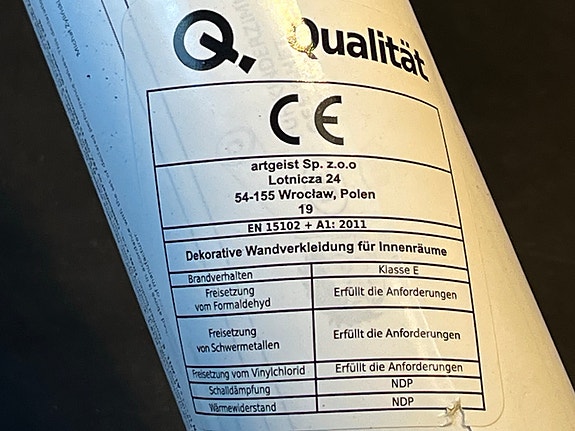 Q. Qualität
CE
artgeist Sp. z.o.o
Lotnicza 24
54-155 Wrocław, Polen
19
EN 15102 + A1: 2011
Dekorative Wandverkleidung für Innenräume
Brandverhalten Klasse E
Freisetzung
vom Formaldehyd Erfüllt die Anforderungen
Freisetzung
von Schwermetallen Erfüllt die Anforderungen
Freisetzung vom Vinylchlorid Erfüllt die Anforderungen
Schalldämpfung NDP
Wärmewiderstand NDP